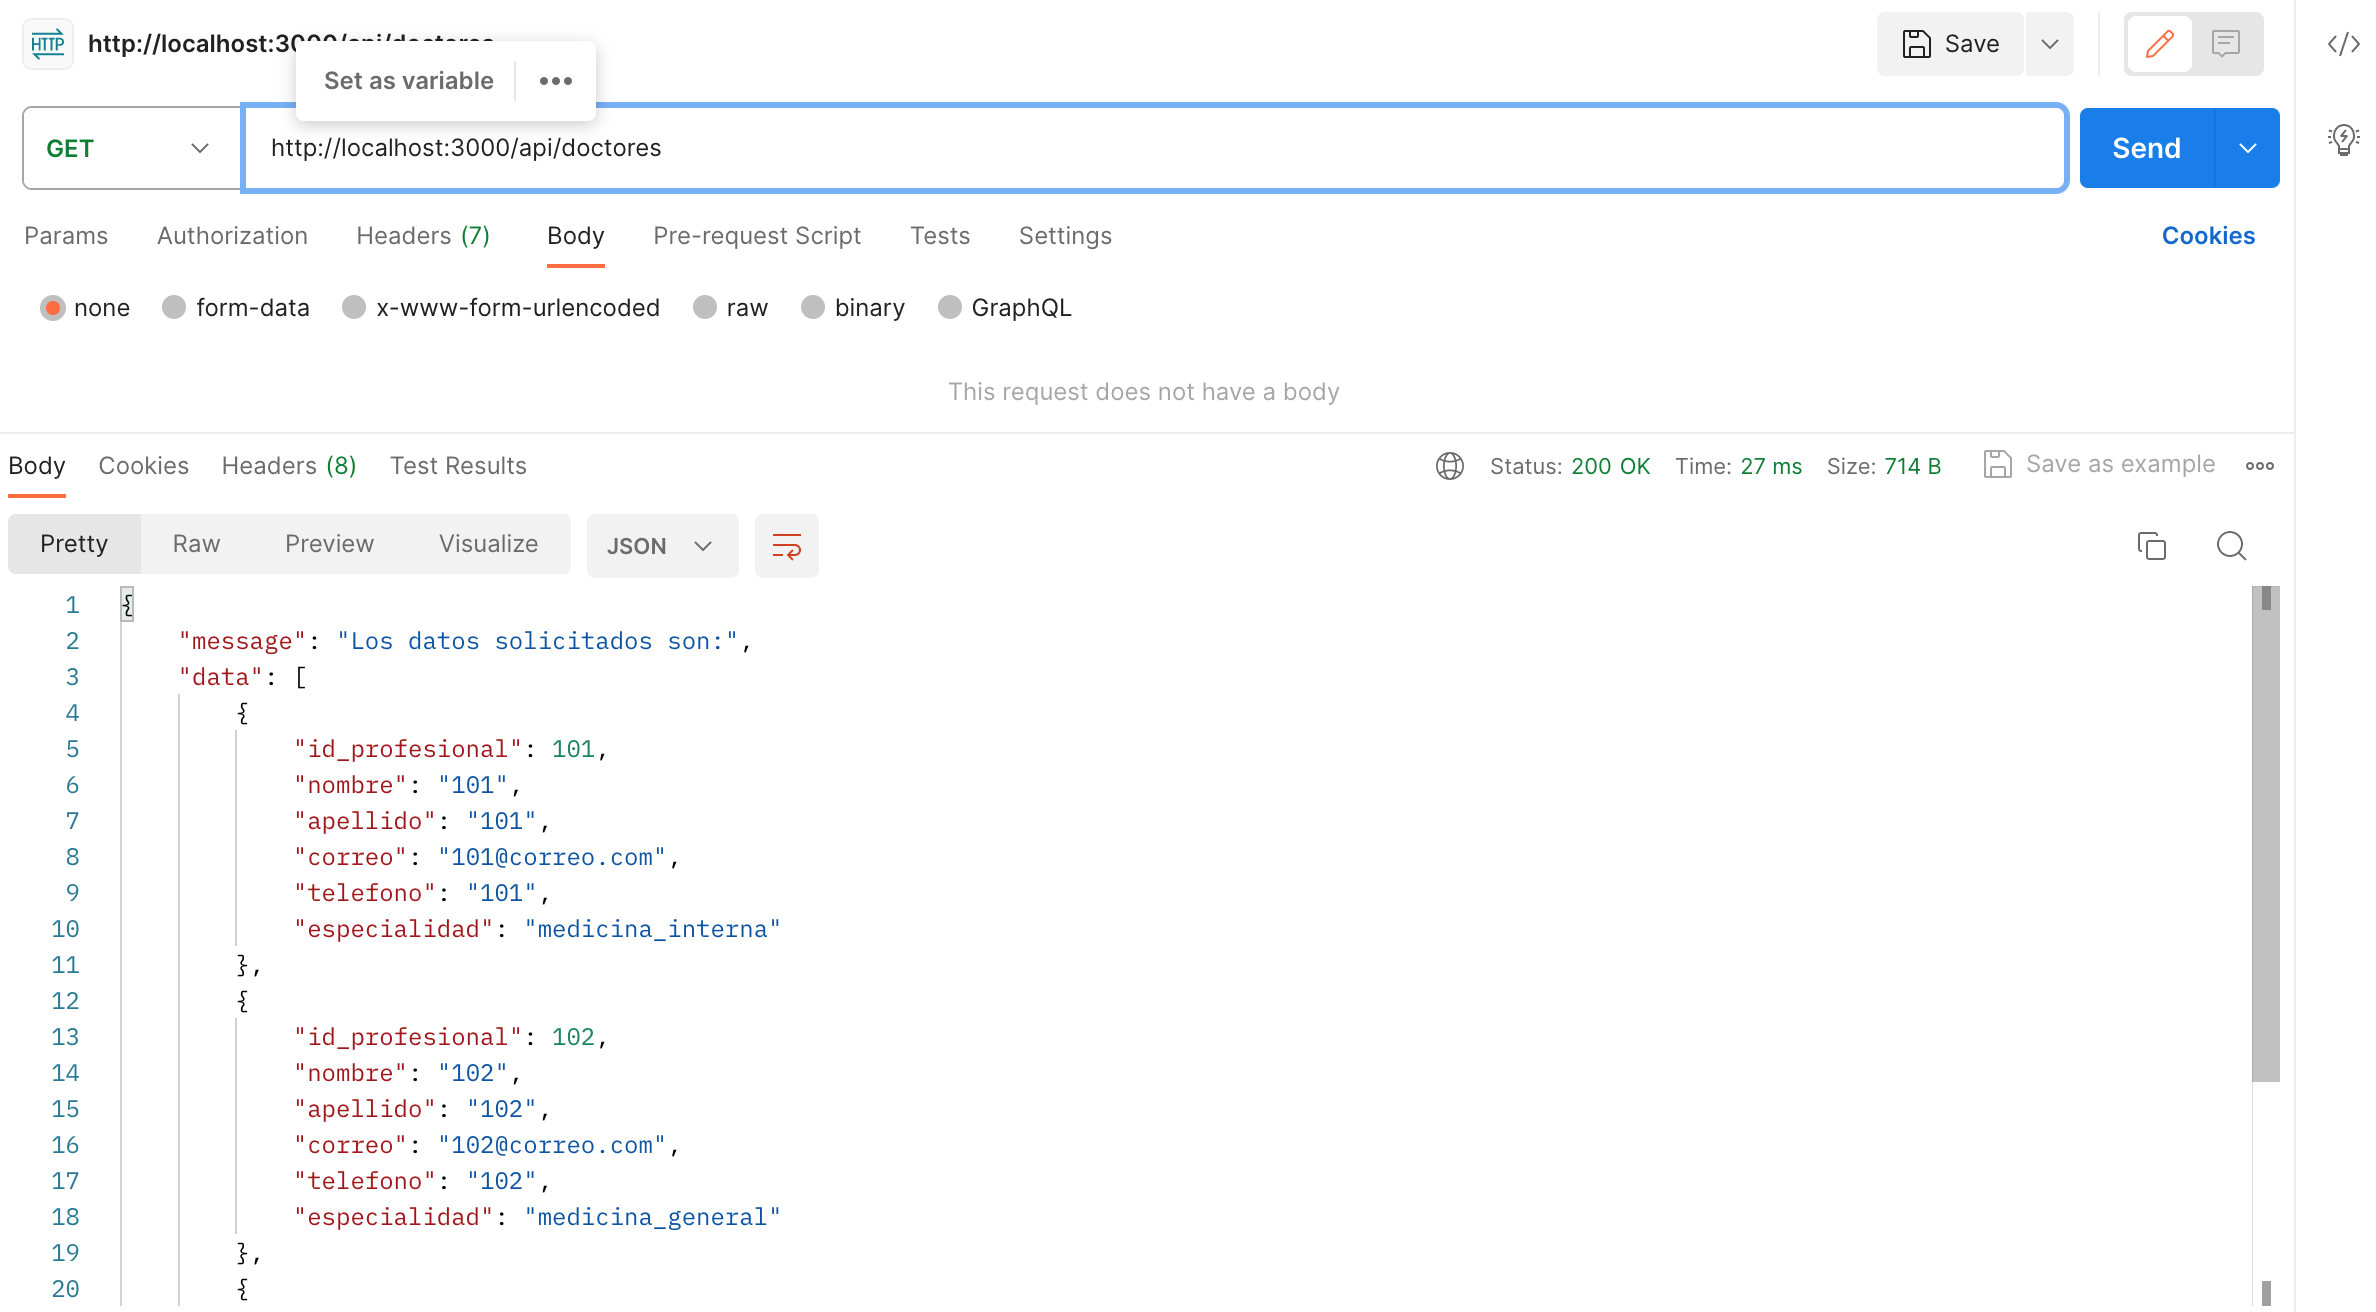 HTTP http://localhost:3000/api/doctores Save
Set as variable
GET http://localhost:3000/api/doctores Send
Params Authorization Headers (7) Body Pre-request Script Tests Settings Cookies
none form-data x-www-form-urlencoded raw binary GraphQL
This request does not have a body
Body Cookies Headers (8) Test Results Status: 200 OK Time: 27 ms Size: 714 B Save as example
Pretty Raw Preview Visualize JSON
1 {
2 "message": "Los datos solicitados son:",
3 "data": [
4 {
5 "id_profesional": 101,
6 "nombre": "101",
7 "apellido": "101",
8 "correo": "101@correo.com",
9 "telefono": "101",
10 "especialidad": "medicina_interna"
11 },
12 {
13 "id_profesional": 102,
14 "nombre": "102",
15 "apellido": "102",
16 "correo": "102@correo.com",
17 "telefono": "102",
18 "especialidad": "medicina_general"
19 },
20 {